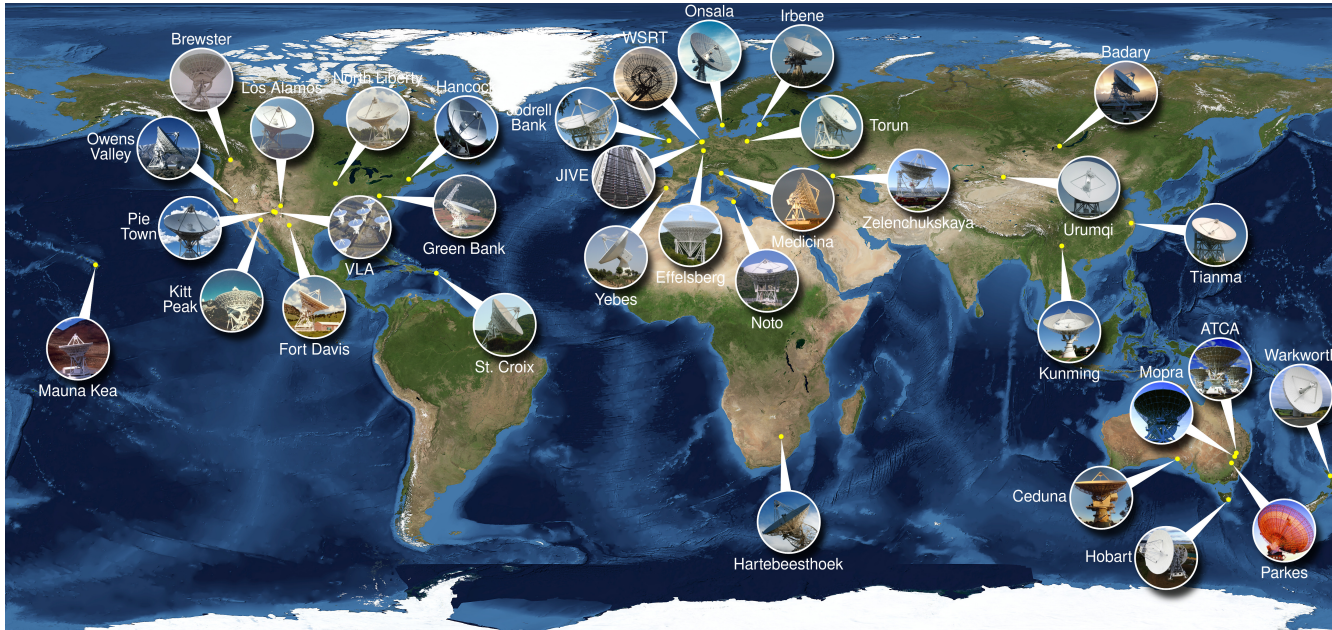 Onsala
Irbene
WSRT
Brewster
Badary
Los Alamos
North Liberty
Hancock
Jodrell
Bank
Torun
Owens
Valley
JIVE
Pie
Town
Green Bank
VLA
Medicina
Zelenchukskaya
Urumqi
Effelsberg
Tianma
Yebes
Noto
Kitt
Peak
Fort Davis
St. Croix
Kunming
ATCA
Mopra
Warkworth
Mauna Kea
Ceduna
Hobart
Parkes
Hartebeesthoek